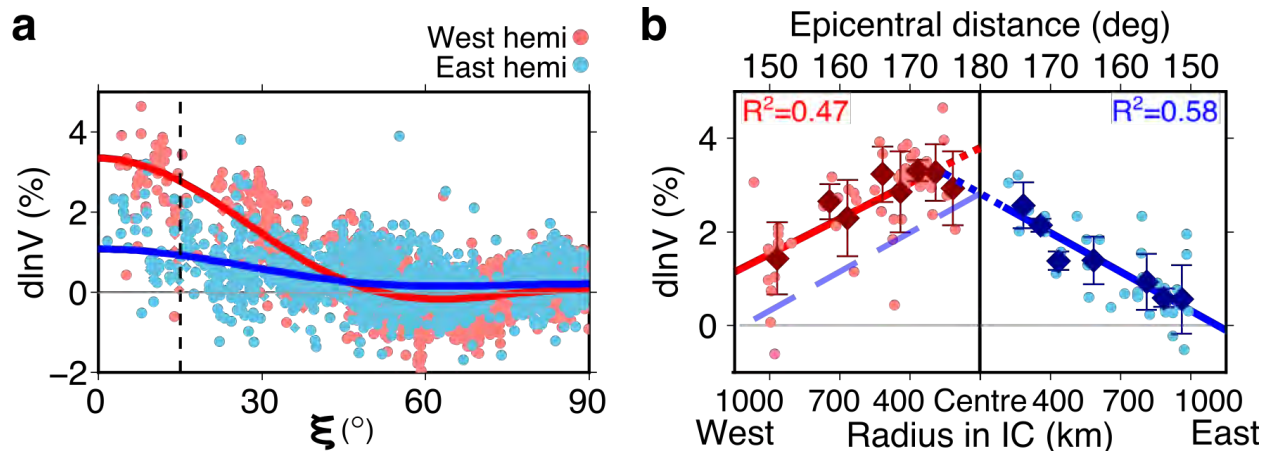 a
West hemi
East hemi
dlnV (%)
4
2
0
−2
0 30 60 90
ξ (°)
b
Epicentral distance (deg)
150 160 170 180 170 160 150
R²=0.47
R²=0.58
dlnV (%)
4
2
0
1000 700 400 Centre 400 700 1000
West Radius in IC (km) East